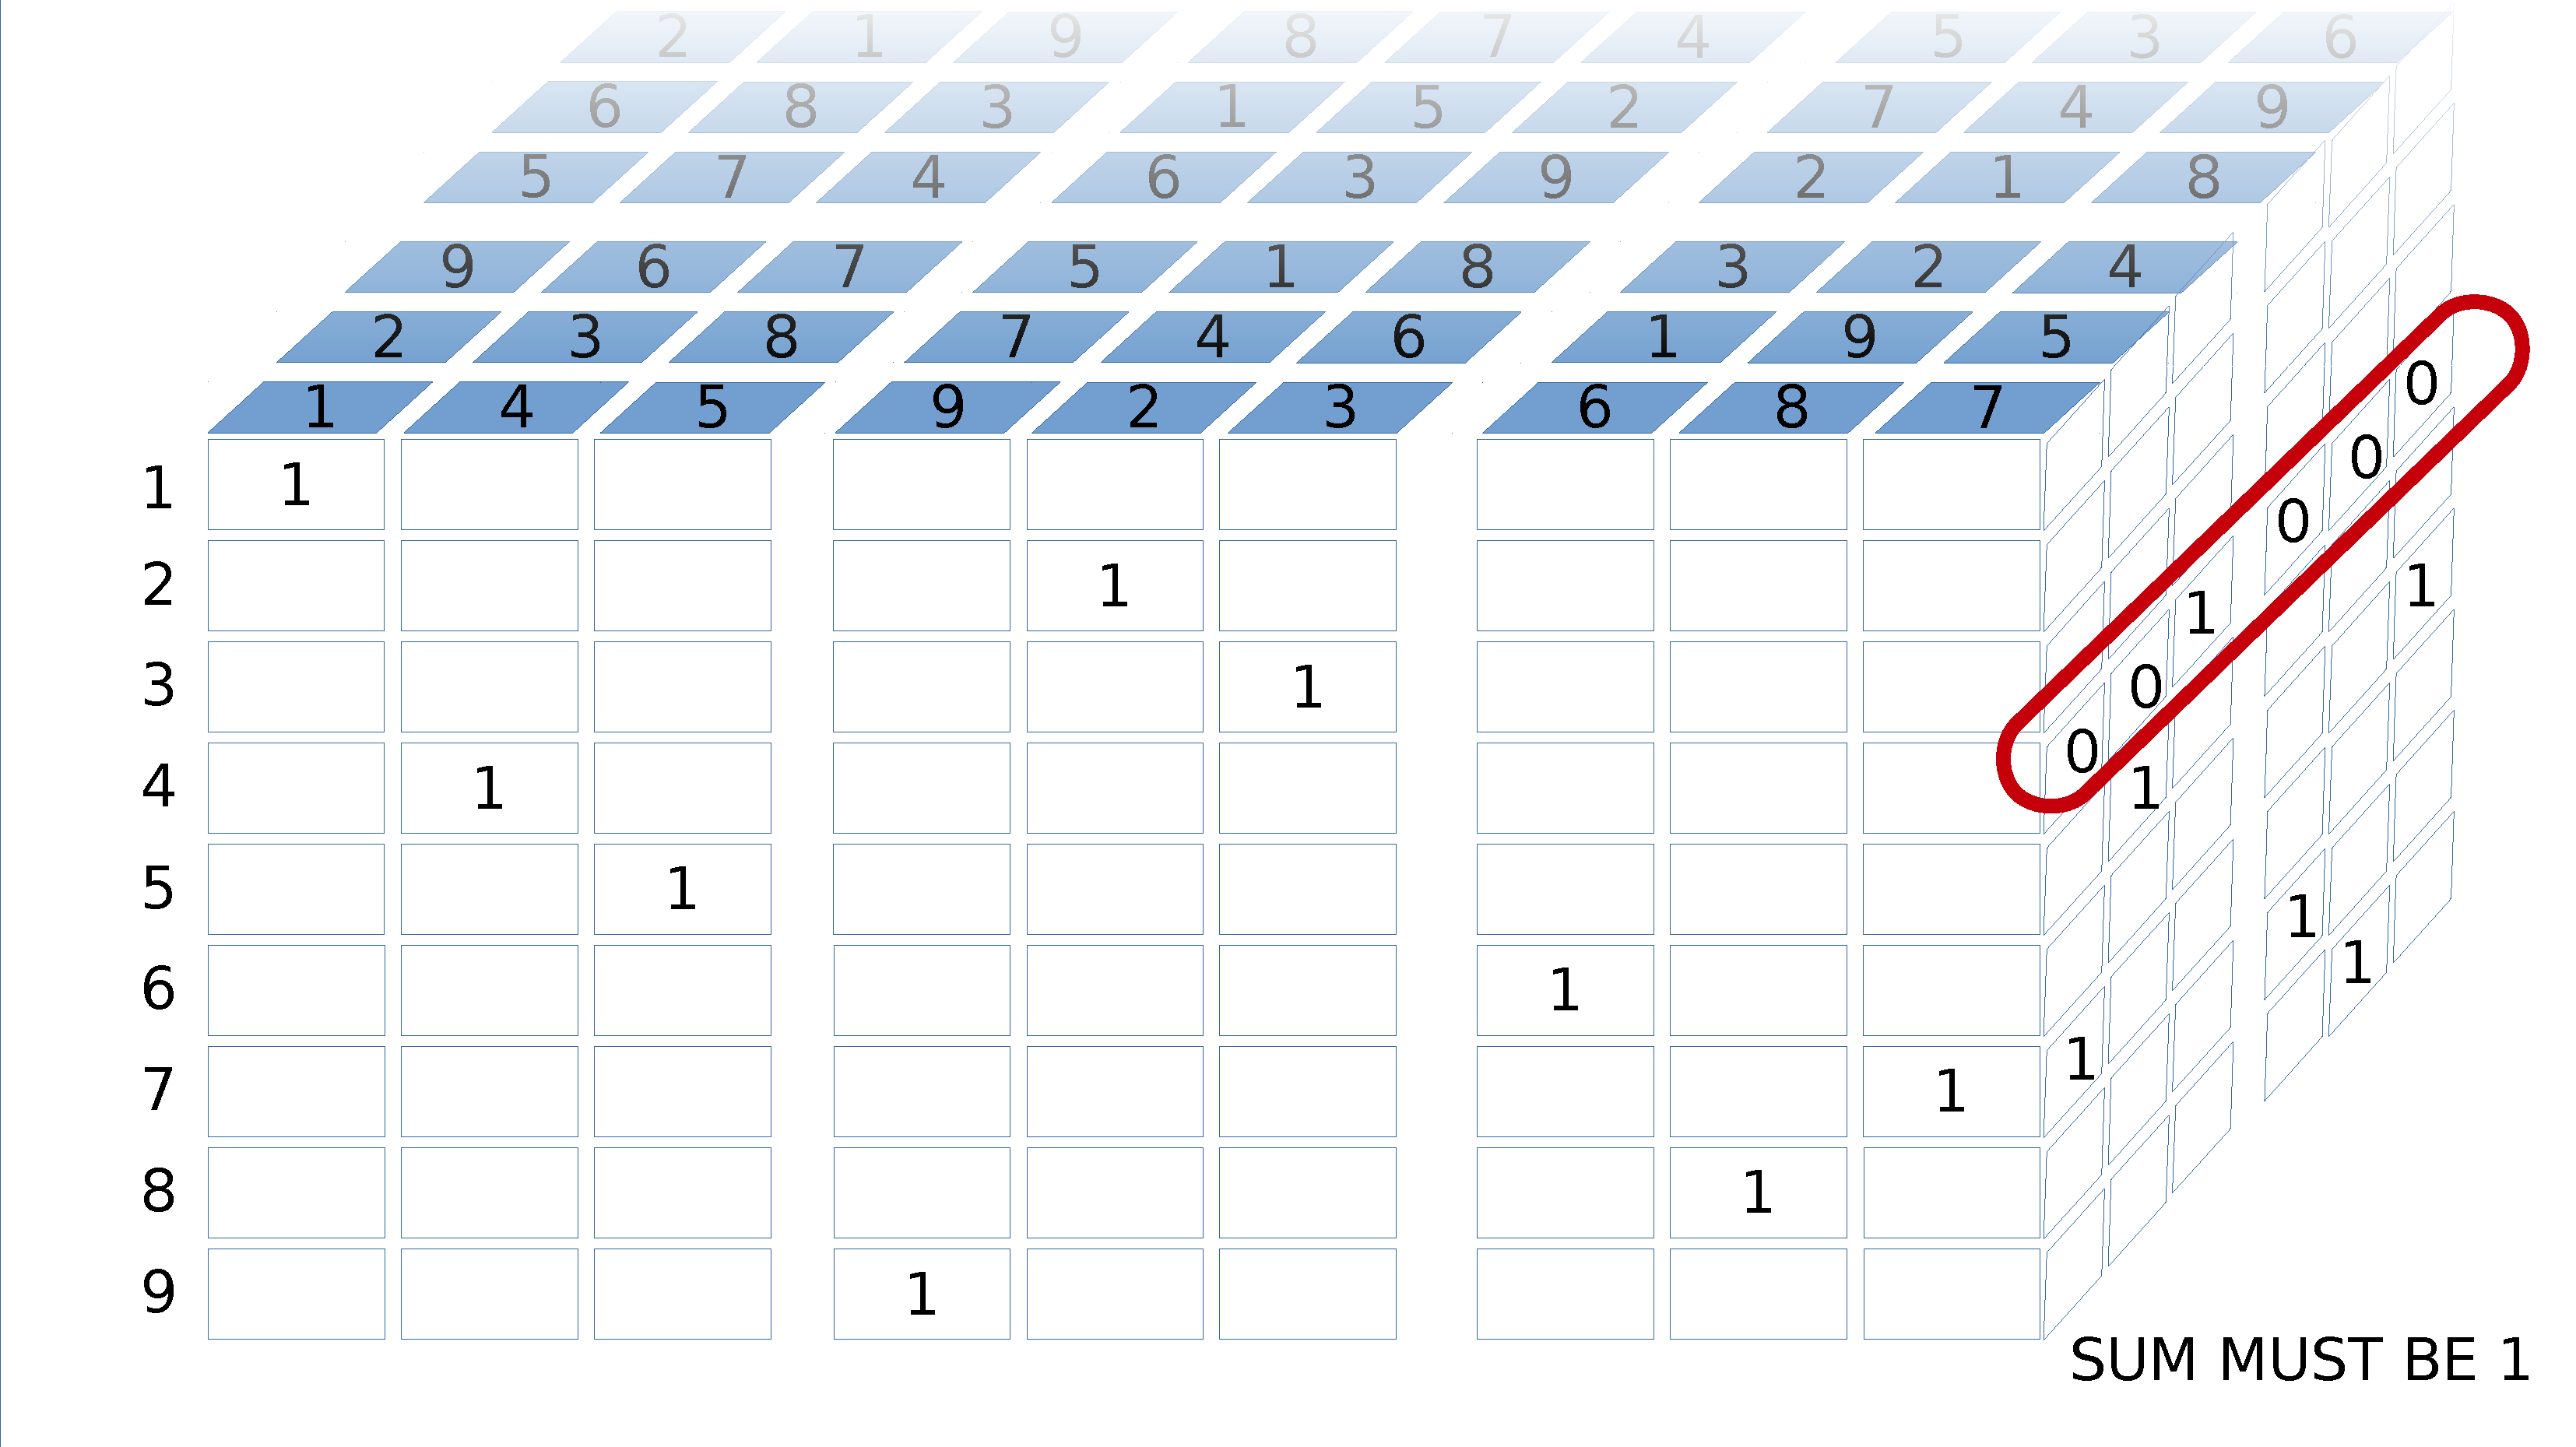 2 1 9 8 7 4 5 3 6
6 8 3 1 5 2 7 4 9
5 7 4 6 3 9 2 1 8
9 6 7 5 1 8 3 2 4
2 3 8 7 4 6 1 9 5
1 4 5 9 2 3 6 8 7
0
0
1 1
0
2 1 1
1
3 1 0
0
4 1 1
5 1
1
6 1 1
1
7 1
8 1
9 1
SUM MUST BE 1